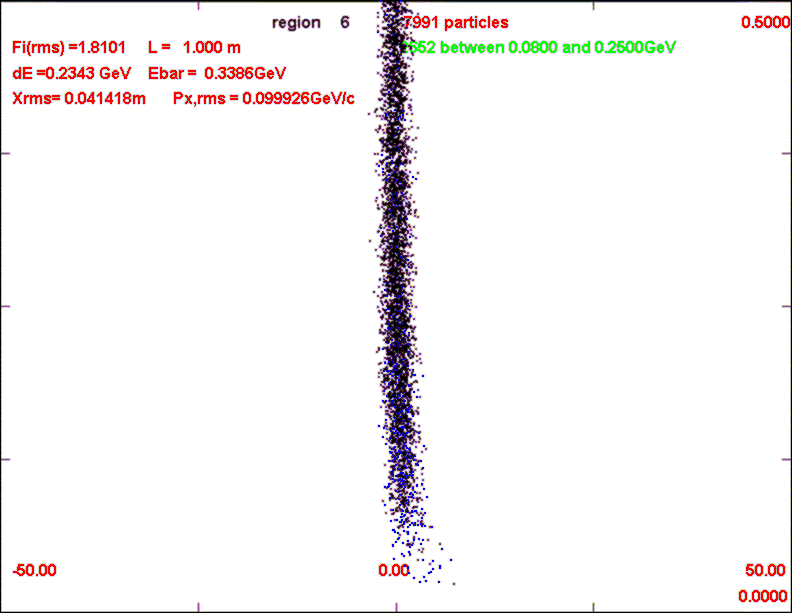 region 6 7991 particles 0.5000
Fi(rms) =1.8101 L = 1.000 m 552 between 0.0800 and 0.2500GeV
dE =0.2343 GeV Ebar = 0.3386GeV
Xrms= 0.041418m Px,rms = 0.099926GeV/c
-50.00 0.00 50.00
0.0000